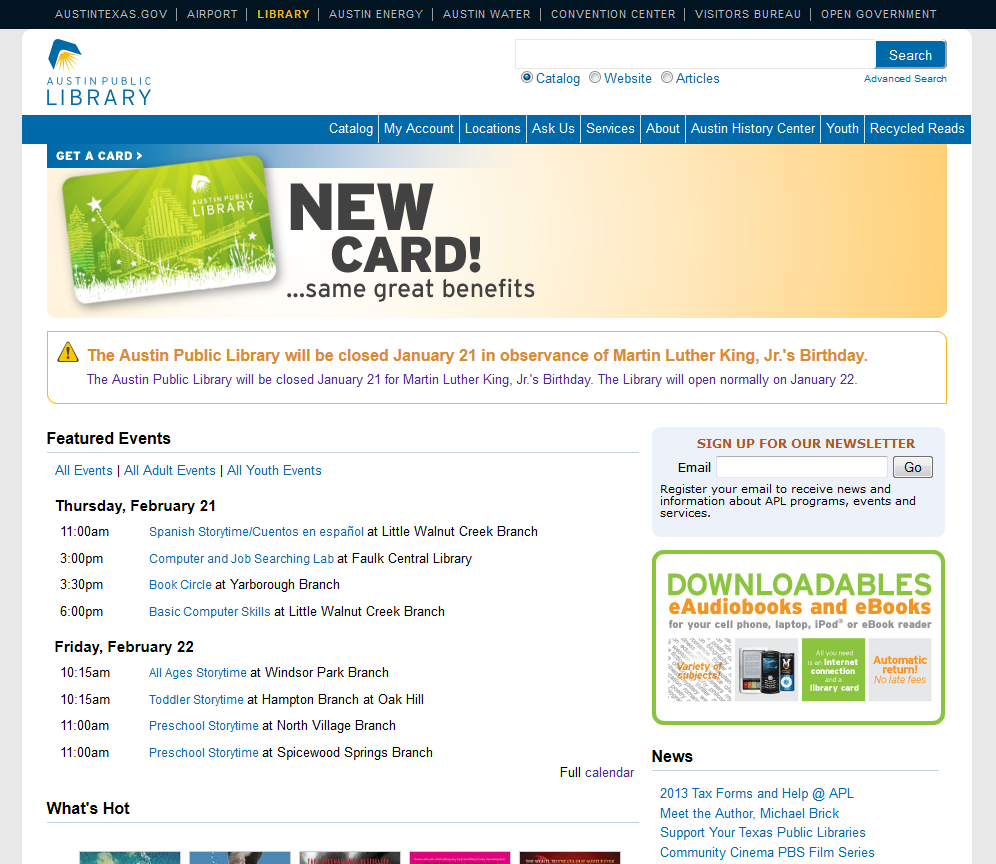 AUSTINTEXAS.GOV | AIRPORT | LIBRARY | AUSTIN ENERGY | AUSTIN WATER | CONVENTION CENTER | VISITORS BUREAU | OPEN GOVERNMENT
AUSTIN PUBLIC
LIBRARY
Search
Catalog Website Articles
Advanced Search
Catalog My Account Locations Ask Us Services About Austin History Center Youth Recycled Reads
GET A CARD >
AUSTIN PUBLIC
LIBRARY
NEW
CARD!
...same great benefits
The Austin Public Library will be closed January 21 in observance of Martin Luther King, Jr.'s Birthday.
The Austin Public Library will be closed January 21 for Martin Luther King, Jr.'s Birthday. The Library will open normally on January 22.
Featured Events
All Events | All Adult Events | All Youth Events
Thursday, February 21
11:00am Spanish Storytime/Cuentos en español at Little Walnut Creek Branch
3:00pm Computer and Job Searching Lab at Faulk Central Library
3:30pm Book Circle at Yarborough Branch
6:00pm Basic Computer Skills at Little Walnut Creek Branch
Friday, February 22
10:15am All Ages Storytime at Windsor Park Branch
10:15am Toddler Storytime at Hampton Branch at Oak Hill
11:00am Preschool Storytime at North Village Branch
11:00am Preschool Storytime at Spicewood Springs Branch
Full calendar
What's Hot
SIGN UP FOR OUR NEWSLETTER
Email Go
Register your email to receive news and
information about APL programs, events and
services.
DOWNLOADABLES
eAudiobooks and eBooks
for your cell phone, laptop, iPod® or eBook reader
Variety of
subjects!
All you need
is an Internet
connection
and a
library card
Automatic
return!
No late fees
News
2013 Tax Forms and Help @ APL
Meet the Author, Michael Brick
Support Your Texas Public Libraries
Community Cinema PBS Film Series